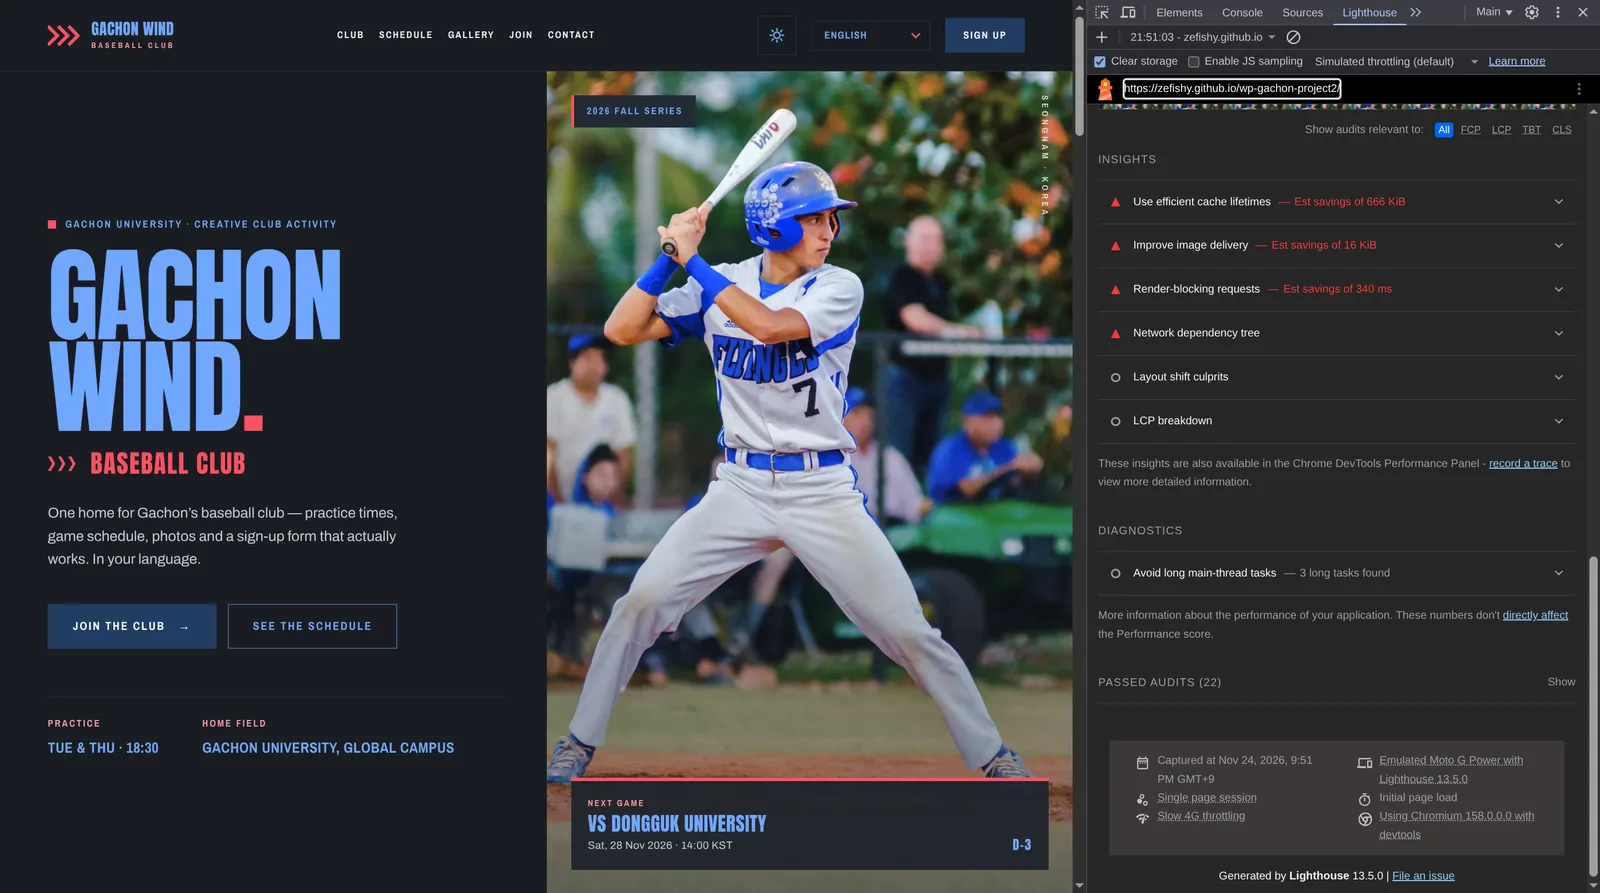 GACHON WIND
BASEBALL CLUB
CLUB SCHEDULE GALLERY JOIN CONTACT
ENGLISH
SIGN UP
2026 FALL SERIES
SEONGNAM · KOREA
GACHON UNIVERSITY · CREATIVE CLUB ACTIVITY
GACHON
WIND.
BASEBALL CLUB
One home for Gachon's baseball club — practice times,
game schedule, photos and a sign-up form that actually
works. In your language.
JOIN THE CLUB →
SEE THE SCHEDULE
PRACTICE
TUE & THU · 18:30
HOME FIELD
GACHON UNIVERSITY, GLOBAL CAMPUS
7
NEXT GAME
VS DONGGUK UNIVERSITY
Sat, 28 Nov 2026 · 14:00 KST
D-3
Elements Console Sources Lighthouse Main
21:51:03 - zefishy.github.io
Clear storage Enable JS sampling Simulated throttling (default) Learn more
https://zefishy.github.io/wp-gachon-project2/
Show audits relevant to: All FCP LCP TBT CLS
INSIGHTS
Use efficient cache lifetimes — Est savings of 666 KiB
Improve image delivery — Est savings of 16 KiB
Render-blocking requests — Est savings of 340 ms
Network dependency tree
Layout shift culprits
LCP breakdown
These insights are also available in the Chrome DevTools Performance Panel - record a trace to
view more detailed information.
DIAGNOSTICS
Avoid long main-thread tasks — 3 long tasks found
More information about the performance of your application. These numbers don't directly affect
the Performance score.
PASSED AUDITS (22) Show
Captured at Nov 24, 2026, 9:51
PM GMT+9
Single page session
Slow 4G throttling
Emulated Moto G Power with
Lighthouse 13.5.0
Initial page load
Using Chromium 158.0.0.0 with
devtools
Generated by Lighthouse 13.5.0 | File an issue